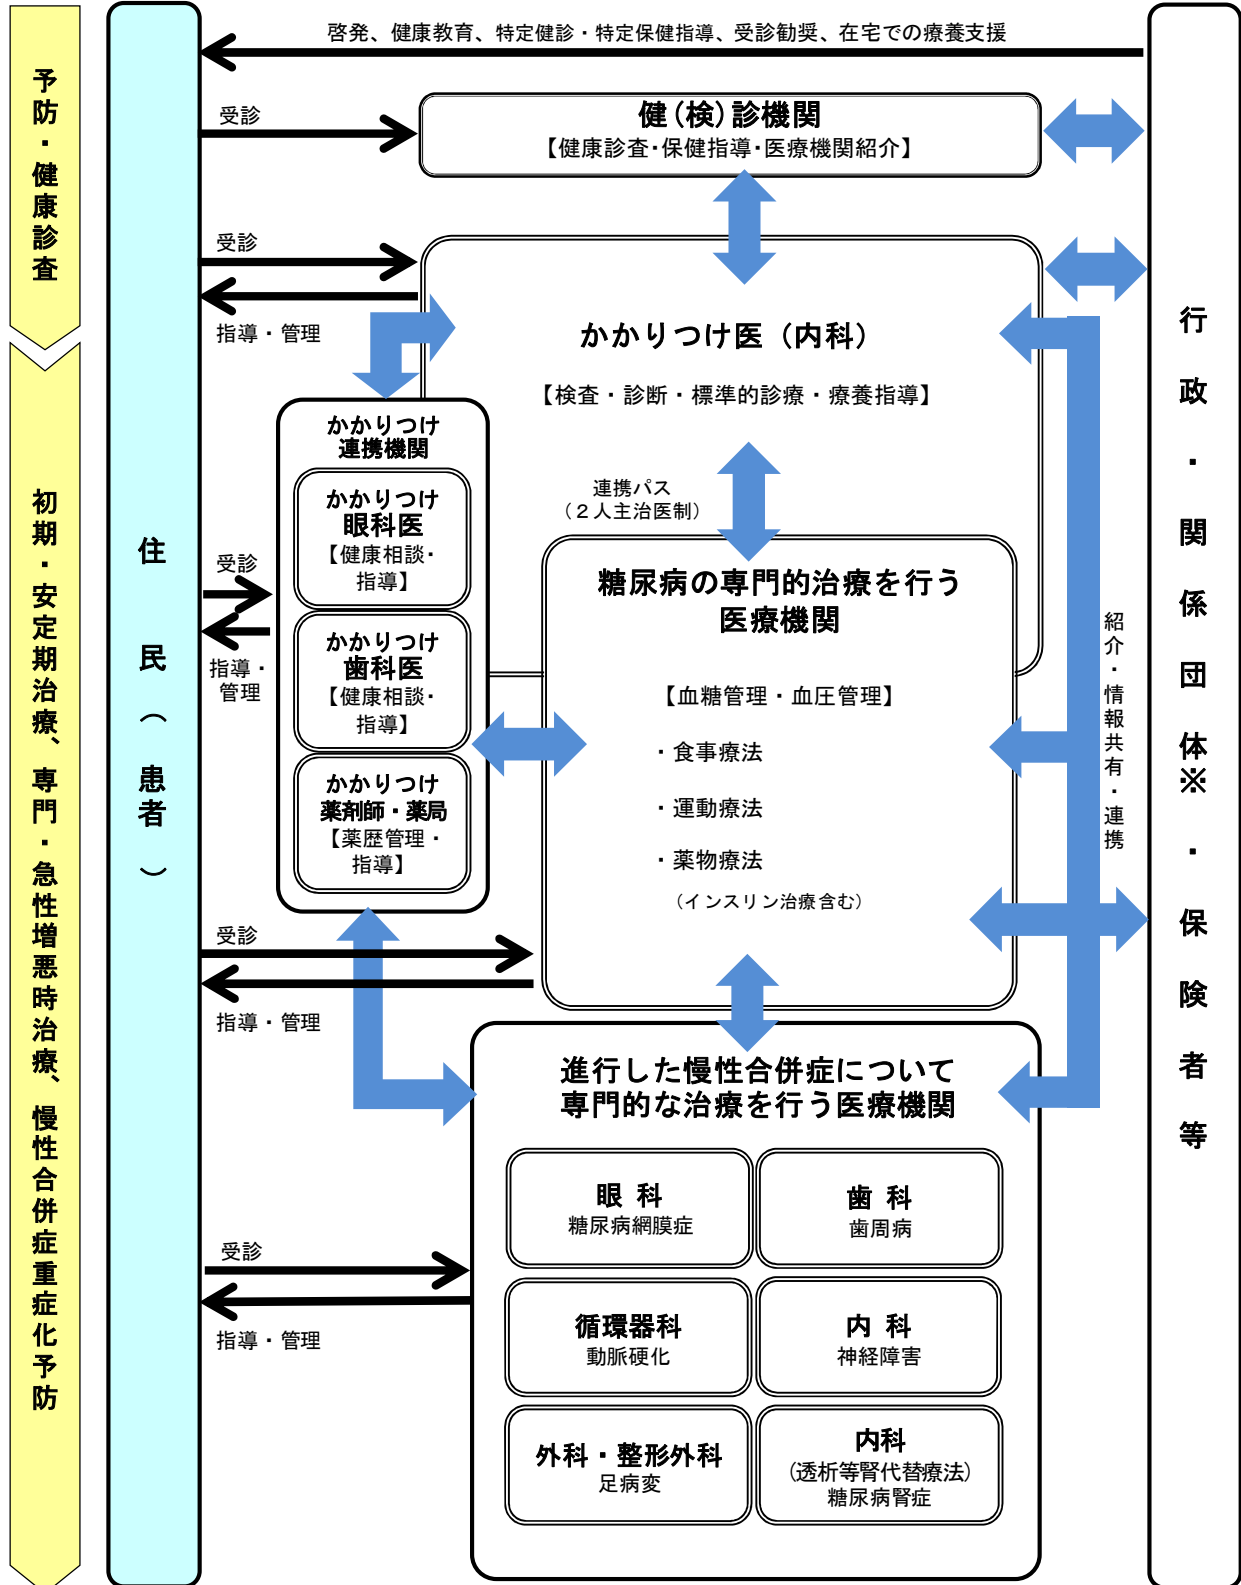 予防・健康診査
初期・安定期治療、専門・急性増悪時治療、慢性合併症重症化予防
住民（患者）
啓発、健康教育、特定健診・特定保健指導、受診勧奨、在宅での療養支援
受診
健（検）診機関
【健康診査・保健指導・医療機関紹介】
受診
指導・管理
かかりつけ医（内科）
【検査・診断・標準的診療・療養指導】
かかりつけ
連携機関
かかりつけ
眼科医
【健康相談・
指導】
かかりつけ
歯科医
【健康相談・
指導】
かかりつけ
薬剤師・薬局
【薬歴管理・
指導】
受診
指導・
管理
連携パス
（２人主治医制）
糖尿病の専門的治療を行う
医療機関
【血糖管理・血圧管理】
・食事療法
・運動療法
・薬物療法
（インスリン治療含む）
受診
指導・管理
紹介・情報共有・連携
行政・関係団体※・保険者等
進行した慢性合併症について
専門的な治療を行う医療機関
眼 科
糖尿病網膜症
歯 科
歯周病
受診
指導・管理
循環器科
動脈硬化
内 科
神経障害
外科・整形外科
足病変
内科
(透析等腎代替療法)
糖尿病腎症